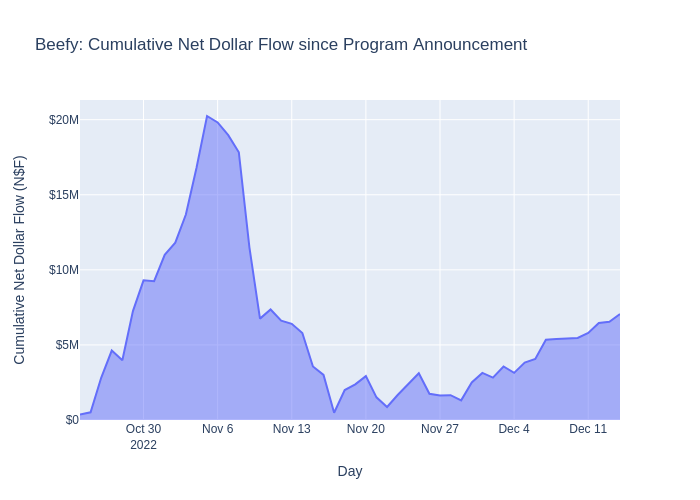 Beefy: Cumulative Net Dollar Flow since Program Announcement
Cumulative Net Dollar Flow (N$F)
$20M
$15M
$10M
$5M
$0
Oct 30
2022
Nov 6
Nov 13
Nov 20
Nov 27
Dec 4
Dec 11
Day